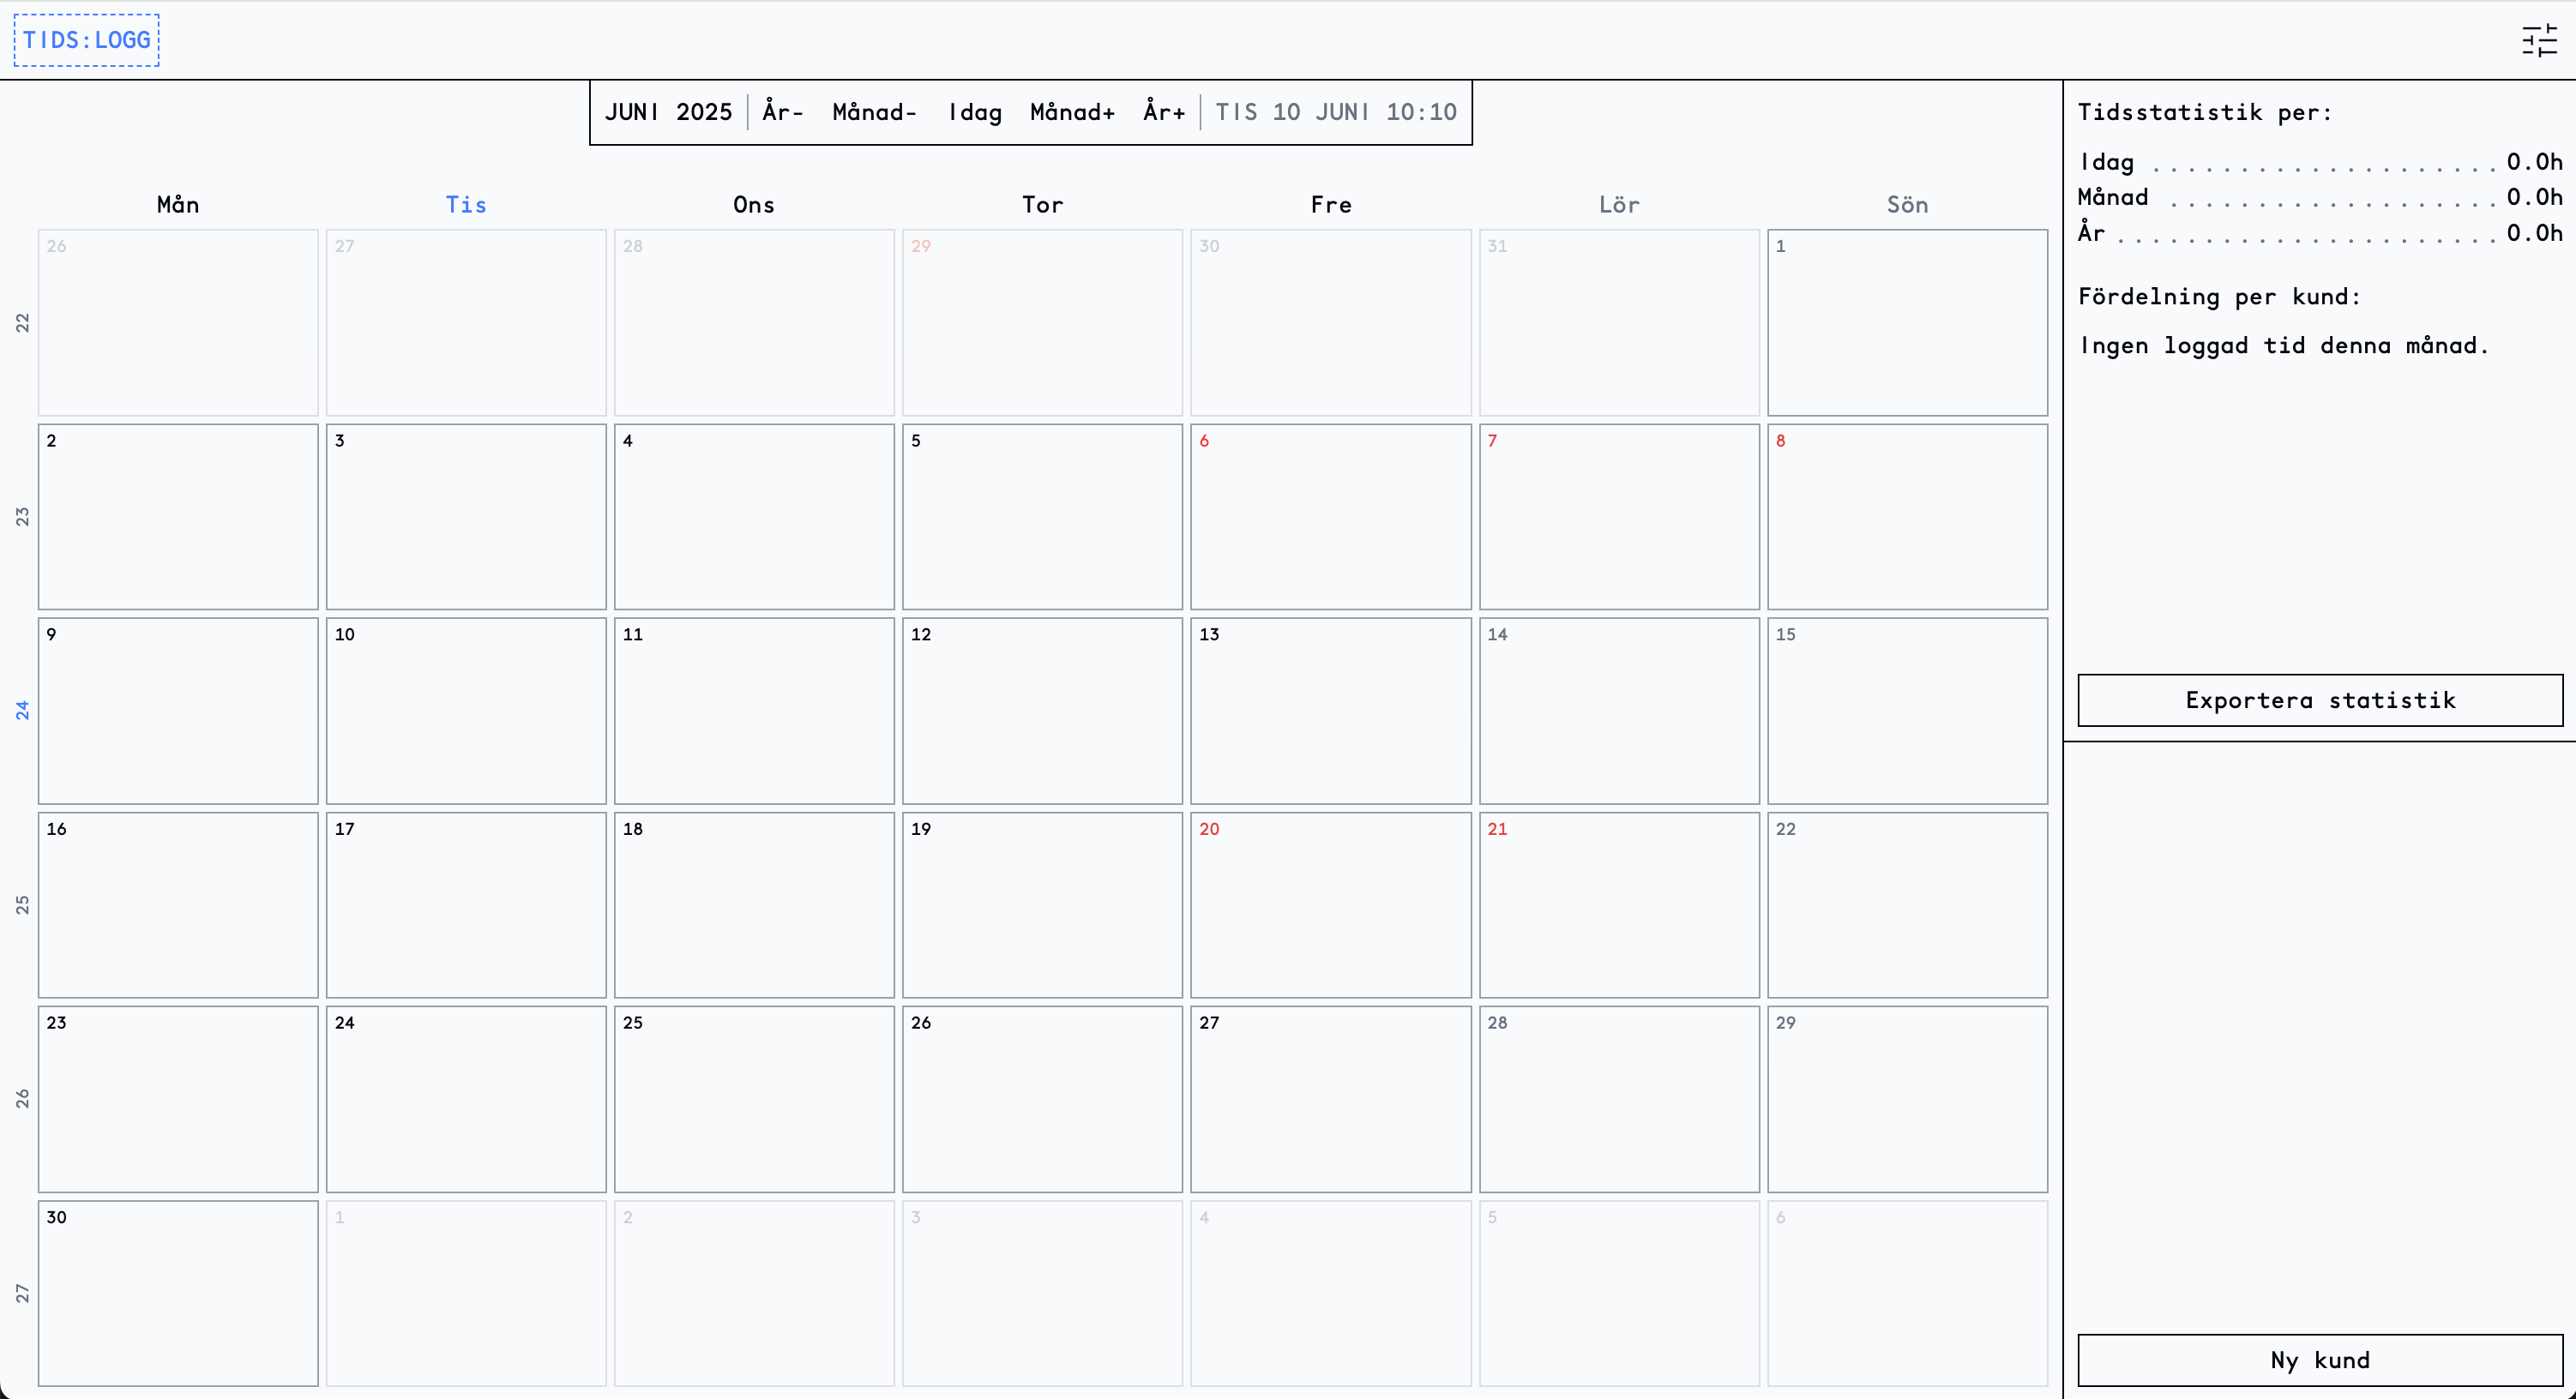 TIDS:LOGG
JUNI 2025 År- Månad- Idag Månad+ År+ TIS 10 JUNI 10:10
Mån Tis Ons Tor Fre Lör Sön
22
26 27 28 29 30 31 1
23
2 3 4 5 6 7 8
24
9 10 11 12 13 14 15
25
16 17 18 19 20 21 22
26
23 24 25 26 27 28 29
27
30 1 2 3 4 5 6
Tidsstatistik per:
Idag . . . . . . . . . . . . . . . . . . . . 0.0h
Månad . . . . . . . . . . . . . . . . . . . 0.0h
År . . . . . . . . . . . . . . . . . . . . . . 0.0h
Fördelning per kund:
Ingen loggad tid denna månad.
Exportera statistik
Ny kund